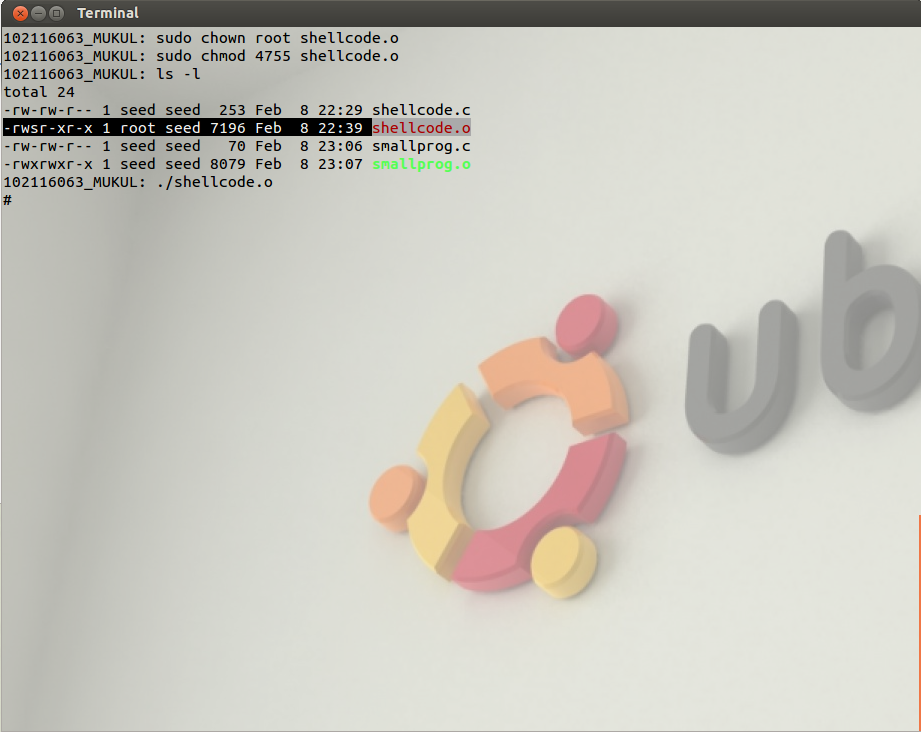 Terminal
102116063_MUKUL: sudo chown root shellcode.o
102116063_MUKUL: sudo chmod 4755 shellcode.o
102116063_MUKUL: ls -l
total 24
-rw-rw-r-- 1 seed seed  253 Feb  8 22:29 shellcode.c
-rwsr-xr-x 1 root seed 7196 Feb  8 22:39 shellcode.o
-rw-rw-r-- 1 seed seed   70 Feb  8 23:06 smallprog.c
-rwxrwxr-x 1 seed seed 8079 Feb  8 23:07 smallprog.o
102116063_MUKUL: ./shellcode.o
#
ub